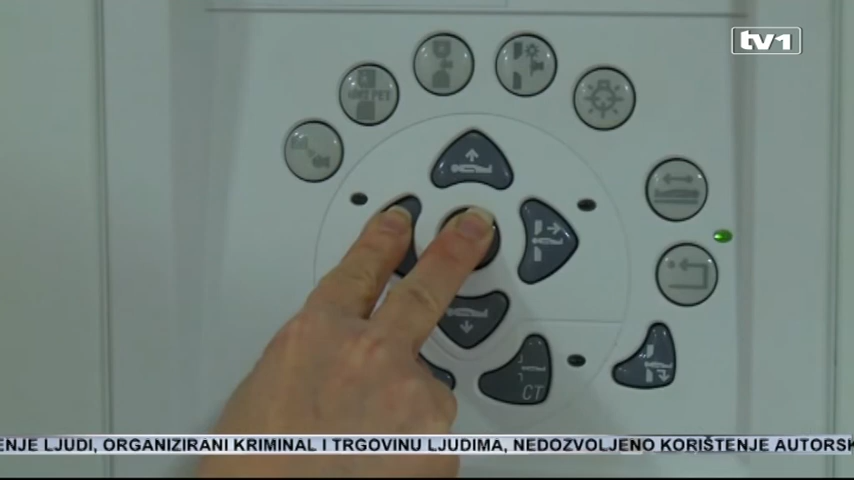 tv1
CT
ENJE LJUDI, ORGANIZIRANI KRIMINAL I TRGOVINU LJUDIMA, NEDOZVOLJENO KORIŠTENJE AUTORSK